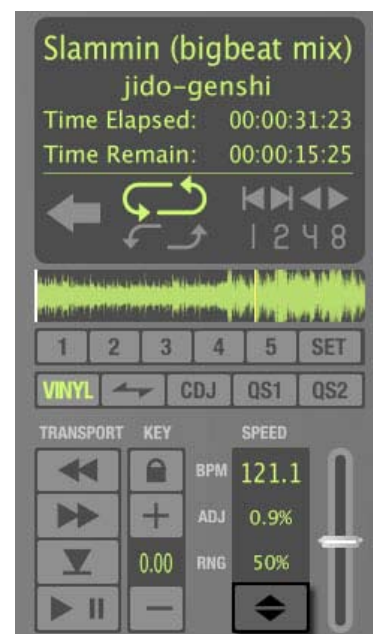 Slammin (bigbeat mix)
jido-genshi
Time Elapsed: 00:00:31:23
Time Remain: 00:00:15:25
1 2 4 8
1 2 3 4 5 SET
VINYL CDJ QS1 QS2
TRANSPORT KEY SPEED
BPM 121.1
ADJ 0.9%
0.00 RNG 50%